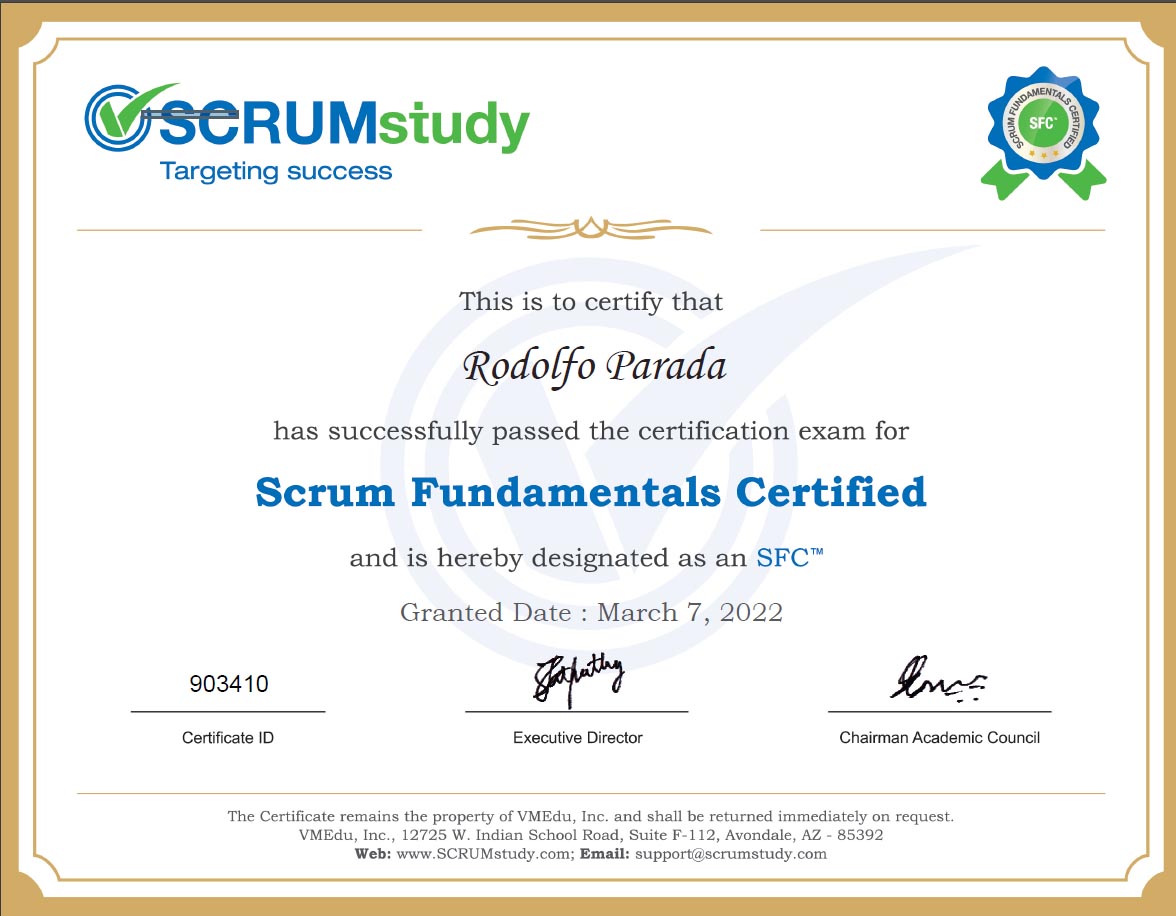 SCRUMstudy
Targeting success
SCRUM FUNDAMENTALS CERTIFIED
SFC™
This is to certify that
Rodolfo Parada
has successfully passed the certification exam for
Scrum Fundamentals Certified
and is hereby designated as an SFC™
Granted Date : March 7, 2022
903410
Certificate ID
Executive Director
Chairman Academic Council
The Certificate remains the property of VMEdu, Inc. and shall be returned immediately on request.
VMEdu, Inc., 12725 W. Indian School Road, Suite F-112, Avondale, AZ - 85392
Web: www.SCRUMstudy.com; Email: support@scrumstudy.com